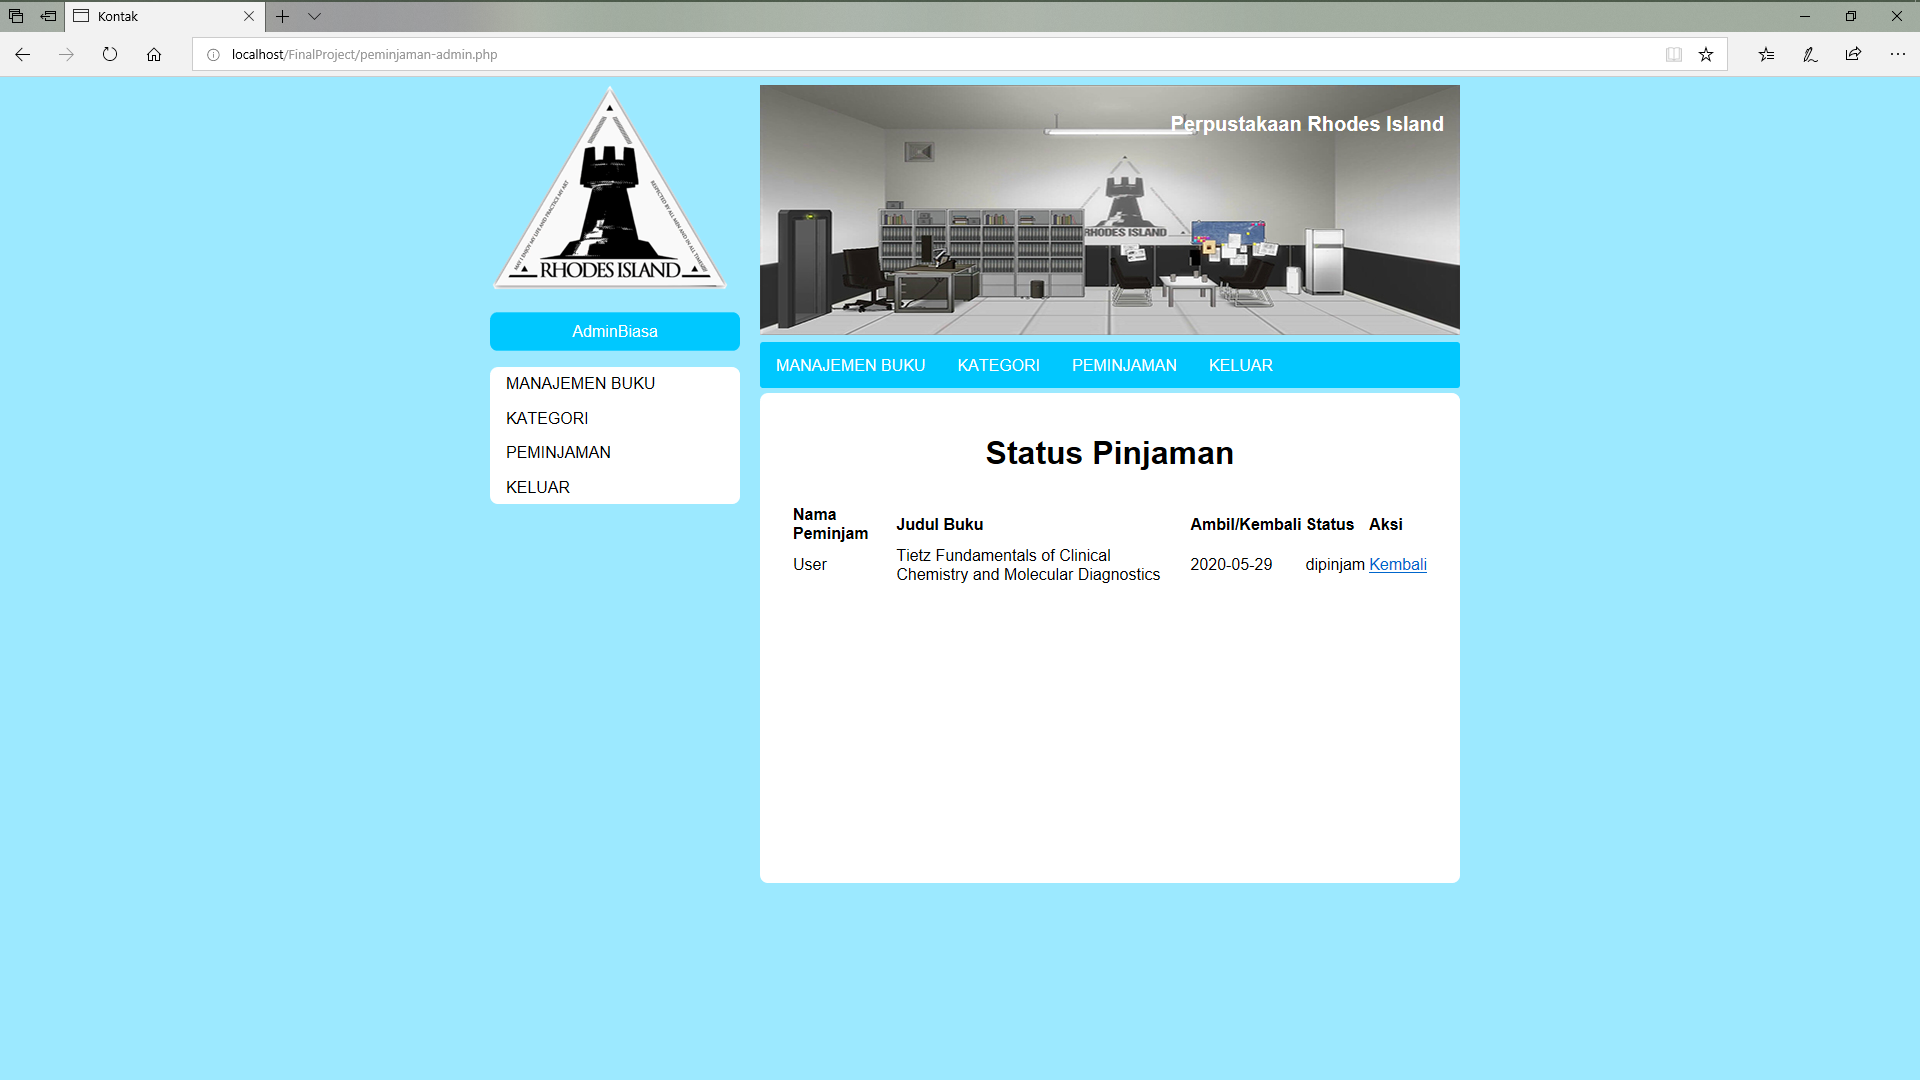 Kontak
localhost/FinalProject/peminjaman-admin.php
RHODES ISLAND
Perpustakaan Rhodes Island
RHODES ISLAND
AdminBiasa
MANAJEMEN BUKU
KATEGORI
PEMINJAMAN
KELUAR
MANAJEMEN BUKU KATEGORI PEMINJAMAN KELUAR
Status Pinjaman
Nama Peminjam Judul Buku Ambil/Kembali Status Aksi
User Tietz Fundamentals of Clinical
Chemistry and Molecular Diagnostics 2020-05-29 dipinjam Kembali